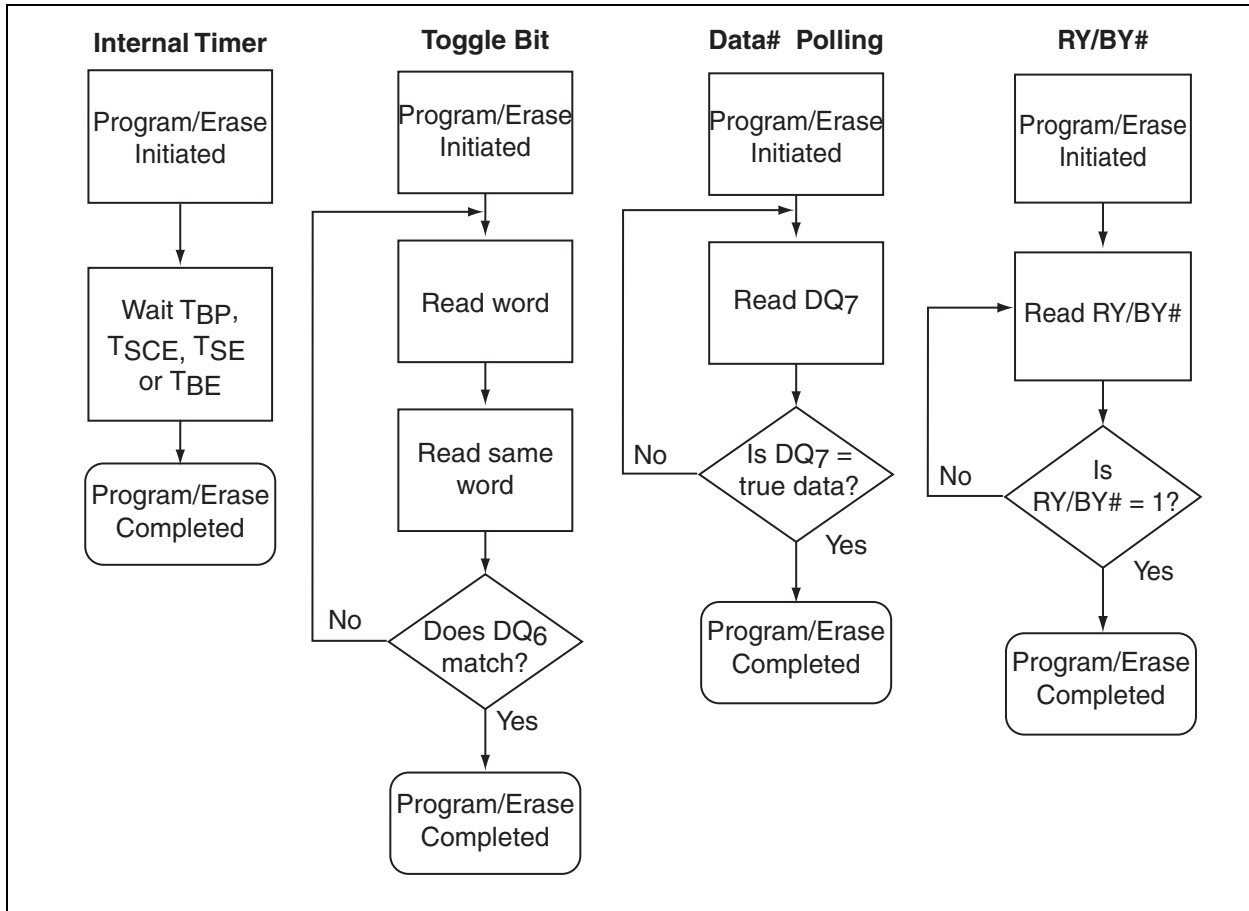 Internal Timer
Program/Erase
Initiated
Wait TBP,
TSCE, TSE
or TBE
Program/Erase
Completed
Toggle Bit
Program/Erase
Initiated
Read word
Read same
word
Does DQ6
match?
No
Yes
Program/Erase
Completed
Data# Polling
Program/Erase
Initiated
Read DQ7
Is DQ7 =
true data?
No
Yes
Program/Erase
Completed
RY/BY#
Program/Erase
Initiated
Read RY/BY#
Is
RY/BY# = 1?
No
Yes
Program/Erase
Completed